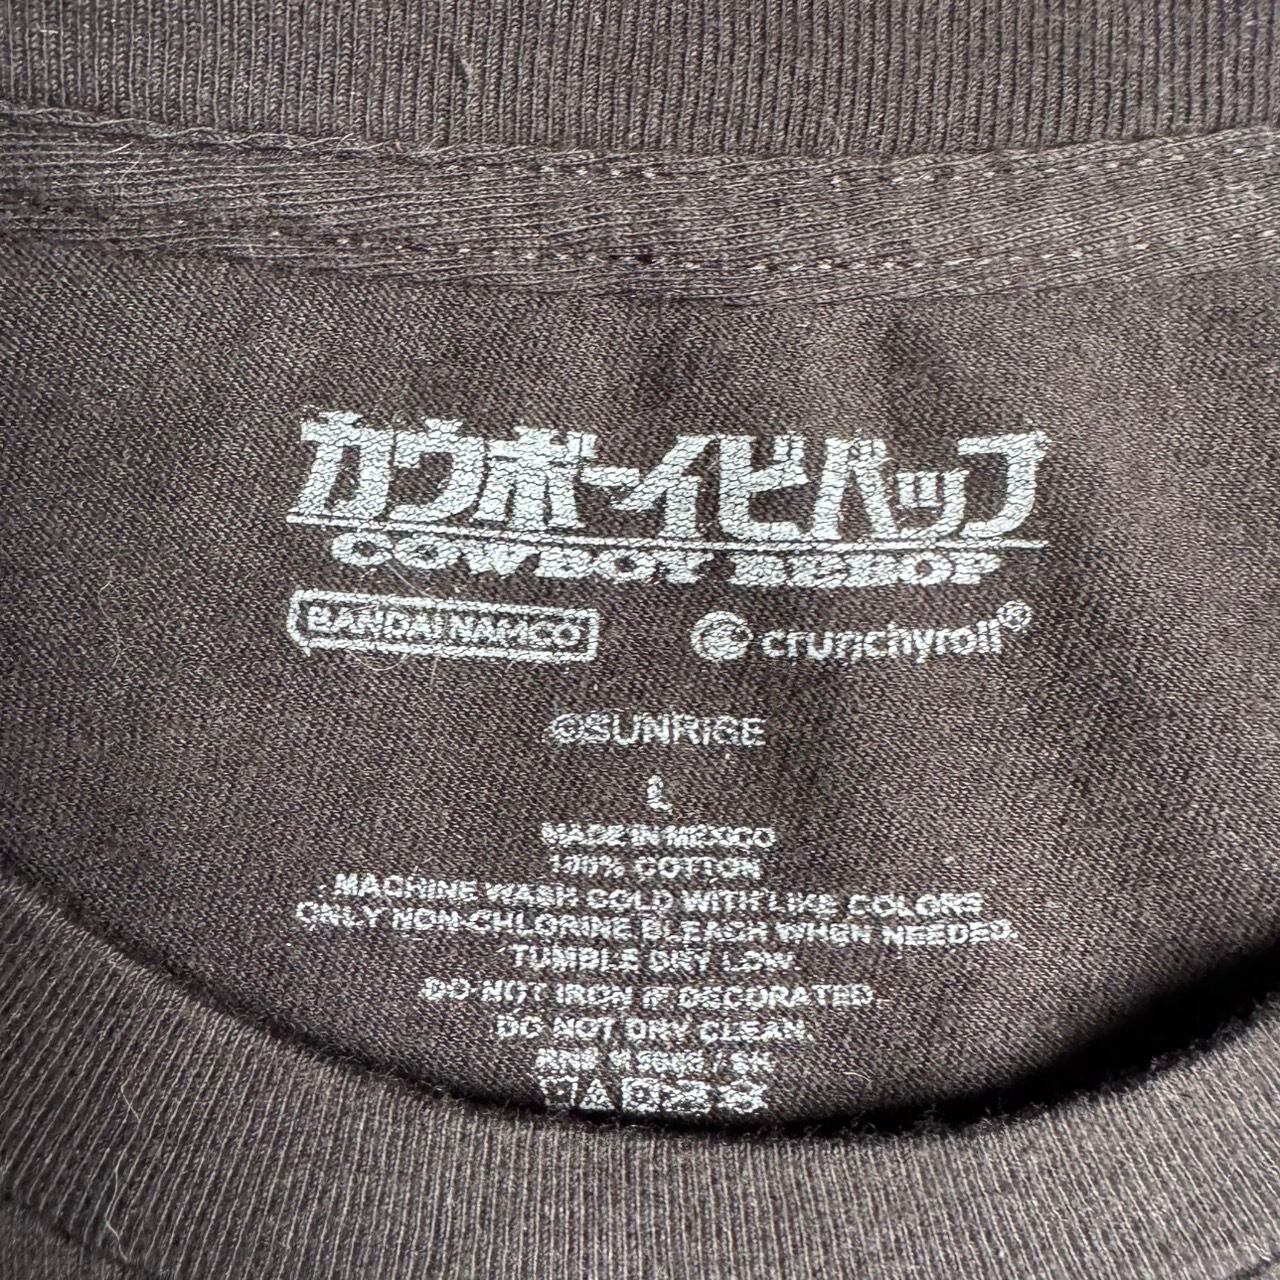 カウボーイビバップ
COWBOY BEBOP
BANDAI NAMCO
crunchyroll®
©SUNRISE
L
MADE IN MEXICO
100% COTTON
MACHINE WASH COLD WITH LIKE COLORS
ONLY NON-CHLORINE BLEACH WHEN NEEDED.
TUMBLE DRY LOW.
DO NOT IRON IF DECORATED.
DO NOT DRY CLEAN.